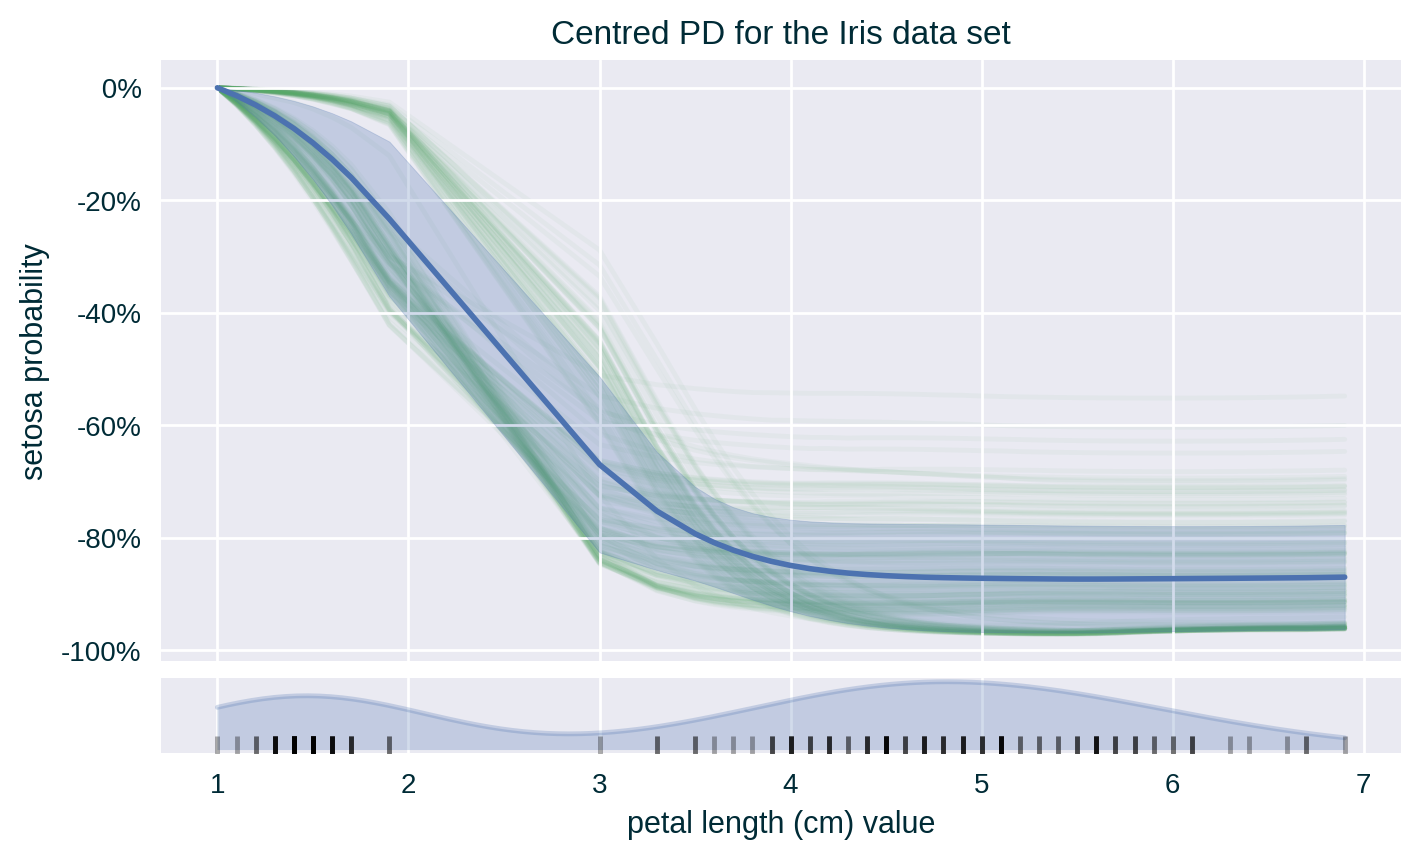 Centred PD for the Iris data set
0%
-20%
-40%
-60%
-80%
-100%
setosa probability
1 2 3 4 5 6 7
petal length (cm) value